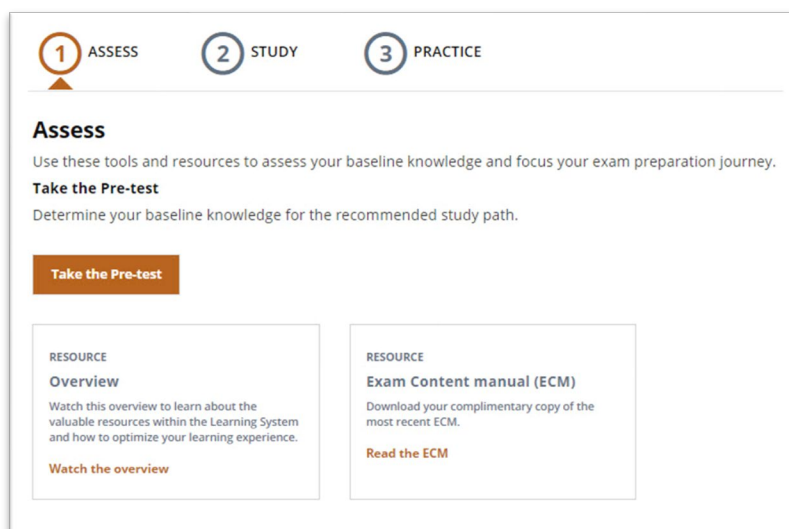 1 ASSESS 2 STUDY 3 PRACTICE
Assess
Use these tools and resources to assess your baseline knowledge and focus your exam preparation journey.
Take the Pre-test
Determine your baseline knowledge for the recommended study path.
Take the Pre-test
RESOURCE
Overview
Watch this overview to learn about the
valuable resources within the Learning System
and how to optimize your learning experience.
Watch the overview
RESOURCE
Exam Content manual (ECM)
Download your complimentary copy of the
most recent ECM.
Read the ECM